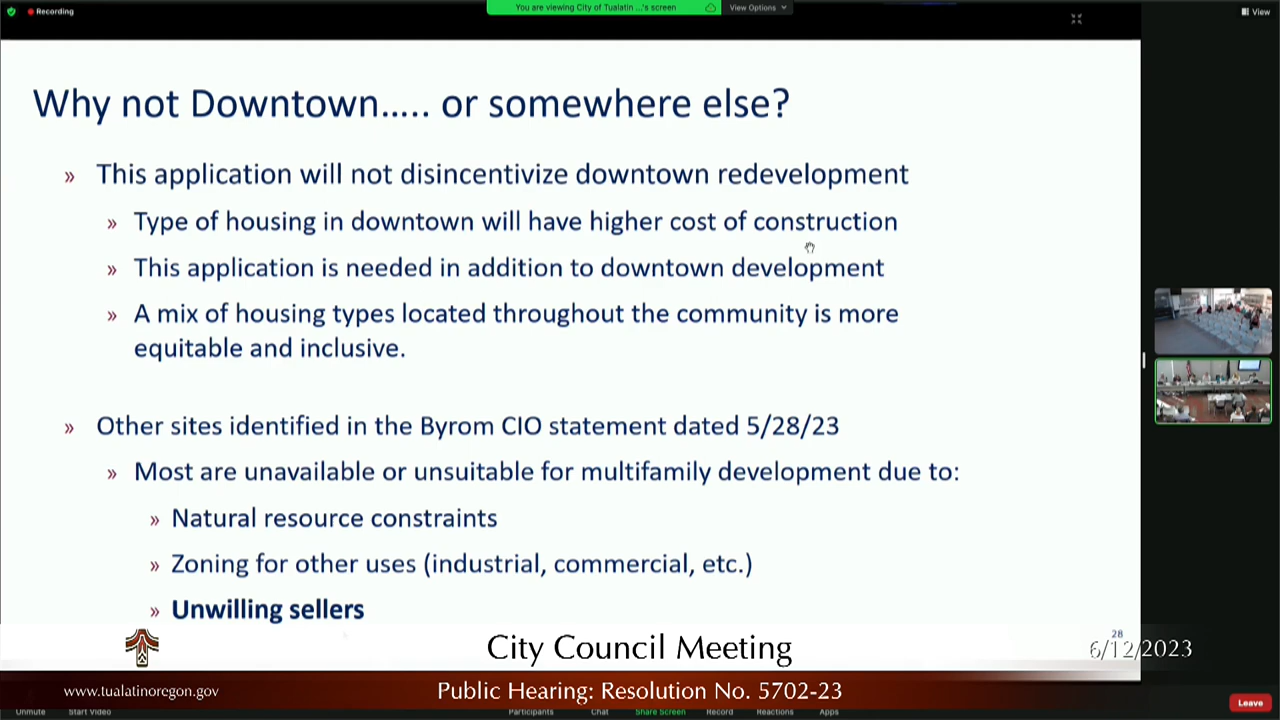 Recording
You are viewing City of Tualatin ...'s screen
View Options
View
Why not Downtown..... or somewhere else?
» This application will not disincentivize downtown redevelopment
» Type of housing in downtown will have higher cost of construction
» This application is needed in addition to downtown development
» A mix of housing types located throughout the community is more
equitable and inclusive.
» Other sites identified in the Byrom CIO statement dated 5/28/23
» Most are unavailable or unsuitable for multifamily development due to:
» Natural resource constraints
» Zoning for other uses (industrial, commercial, etc.)
» Unwilling sellers
28
City Council Meeting
6/12/2023
www.tualatinoregon.gov
Public Hearing: Resolution No. 5702-23
Unmute Start Video Participants Chat Share Screen Record Reactions Apps
Leave